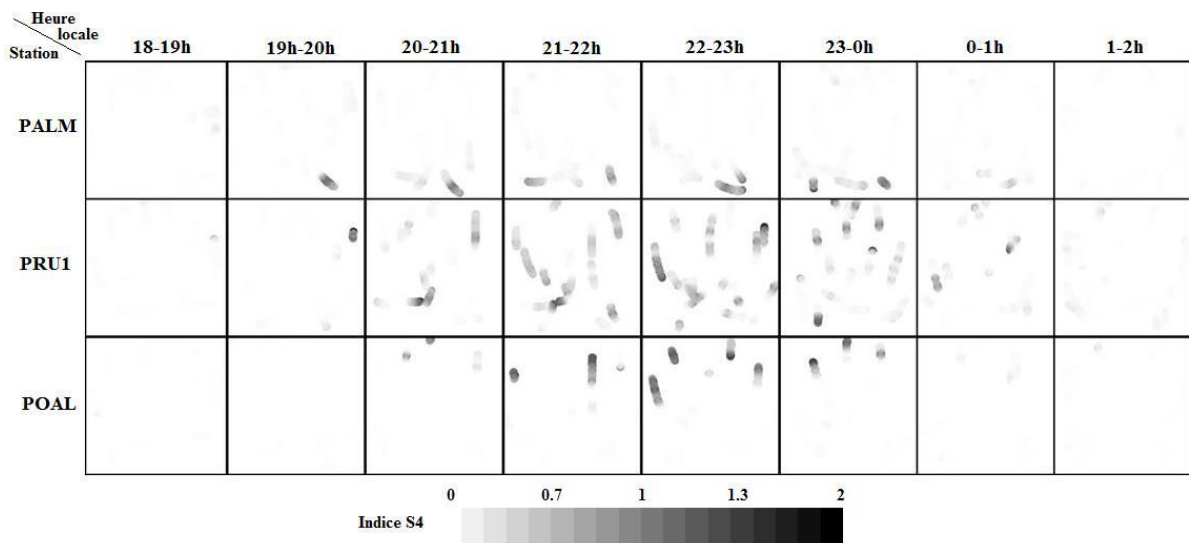 Heure
locale
Station
18-19h 19h-20h 20-21h 21-22h 22-23h 23-0h 0-1h 1-2h
PALM
PRU1
POAL
0 0.7 1 1.3 2
Indice S4